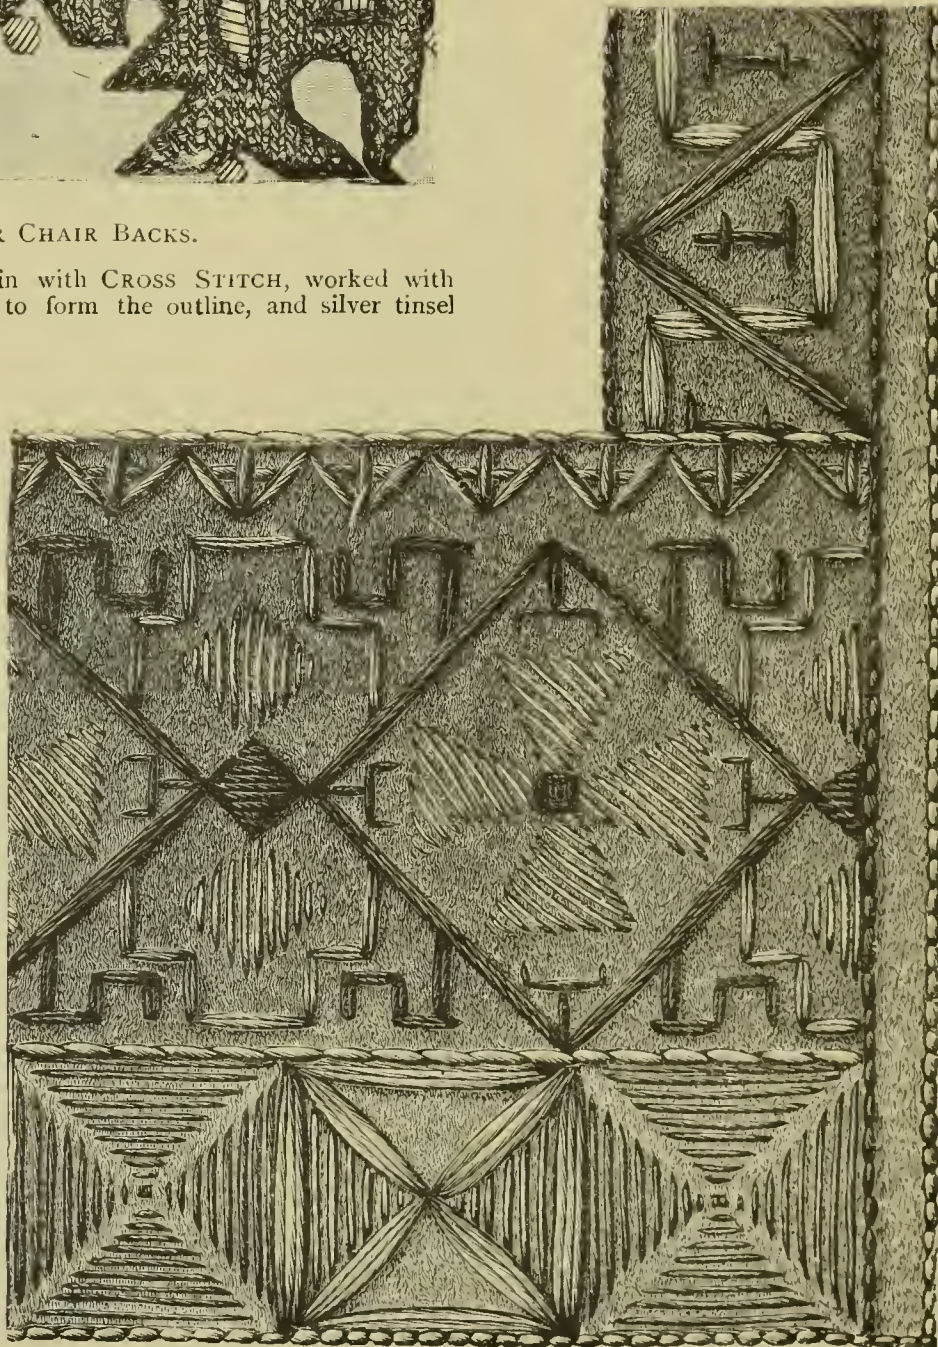 CHAIR BACKS.
in with CROSS STITCH, worked with
to form the outline, and silver tinsel